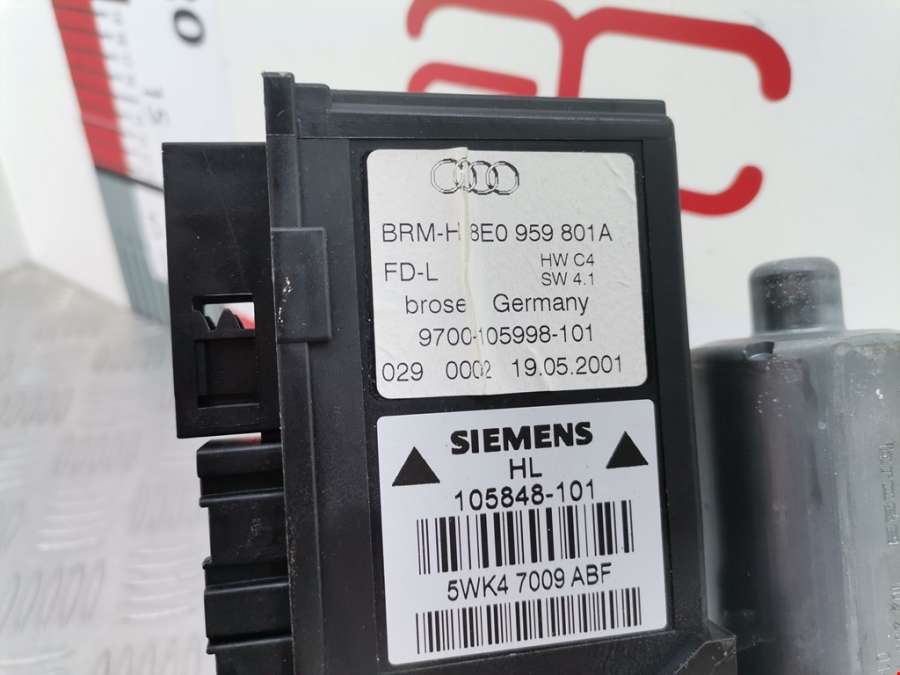 15
BRM-H 8E0 959 801A
FD-L
HW C4
SW 4.1
brose Germany
9700-105998-101
029 0002 19.05.2001
SIEMENS
HL
105848-101
5WK4 7009 ABF